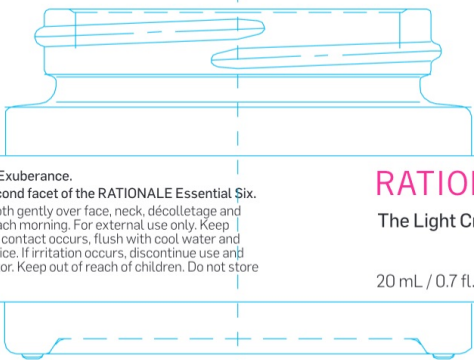 Exuberance.
cond facet of the RATIONALE Essential Six.
oth gently over face, neck, décolletage and
ach morning. For external use only. Keep
contact occurs, flush with cool water and
ice. If irritation occurs, discontinue use and
or. Keep out of reach of children. Do not store
RATIO
The Light Cr
20 mL / 0.7 fl.